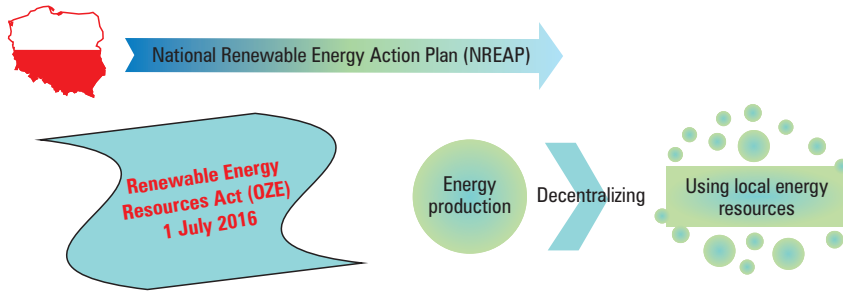 National Renewable Energy Action Plan (NREAP)
Renewable Energy
Resources Act (OZE)
1 July 2016
Energy
production
Decentralizing
Using local energy
resources